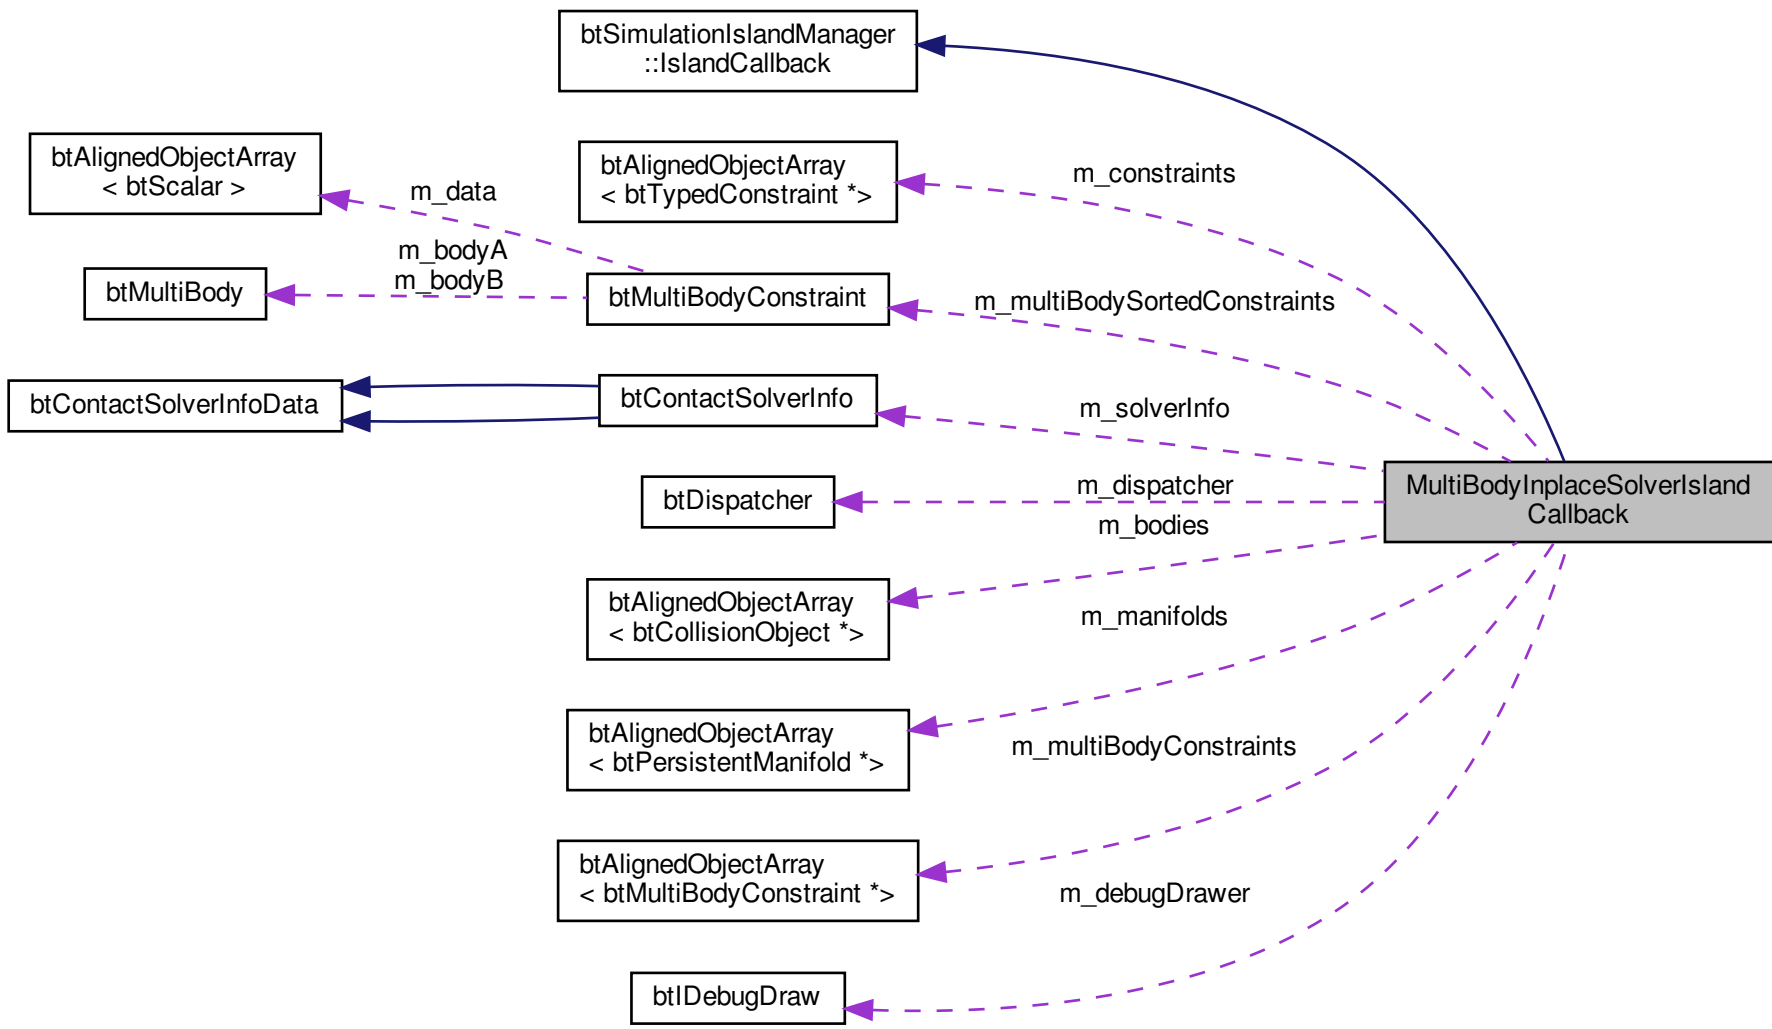 btSimulationIslandManager
::IslandCallback
btAlignedObjectArray
< btScalar >
btAlignedObjectArray
< btTypedConstraint *>
m_constraints
m_data
m_bodyA
m_bodyB
btMultiBody
btMultiBodyConstraint
m_multiBodySortedConstraints
btContactSolverInfoData
btContactSolverInfo
m_solverInfo
btDispatcher
m_dispatcher
MultiBodyInplaceSolverIsland
Callback
m_bodies
btAlignedObjectArray
< btCollisionObject *>
m_manifolds
btAlignedObjectArray
< btPersistentManifold *>
m_multiBodyConstraints
btAlignedObjectArray
< btMultiBodyConstraint *>
m_debugDrawer
btIDebugDraw